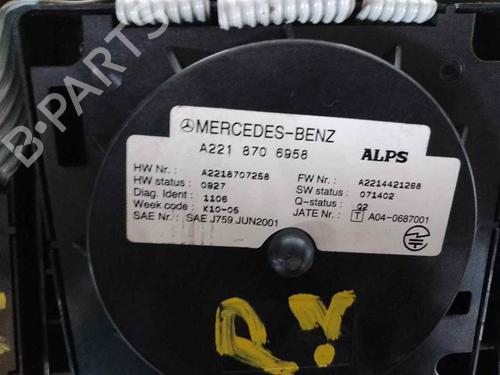 B-PARTS
MERCEDES-BENZ
A221 870 6958
ALPS
HW Nr. : A2218707258
HW status : 0927
Diag. Ident : 1106
Week code : K10-05
SAE Nr. : SAE J759.JUN2001
FW Nr. : A2214421268
SW status : 071402
Q-status : 02
JATE Nr. : T A04-0687001